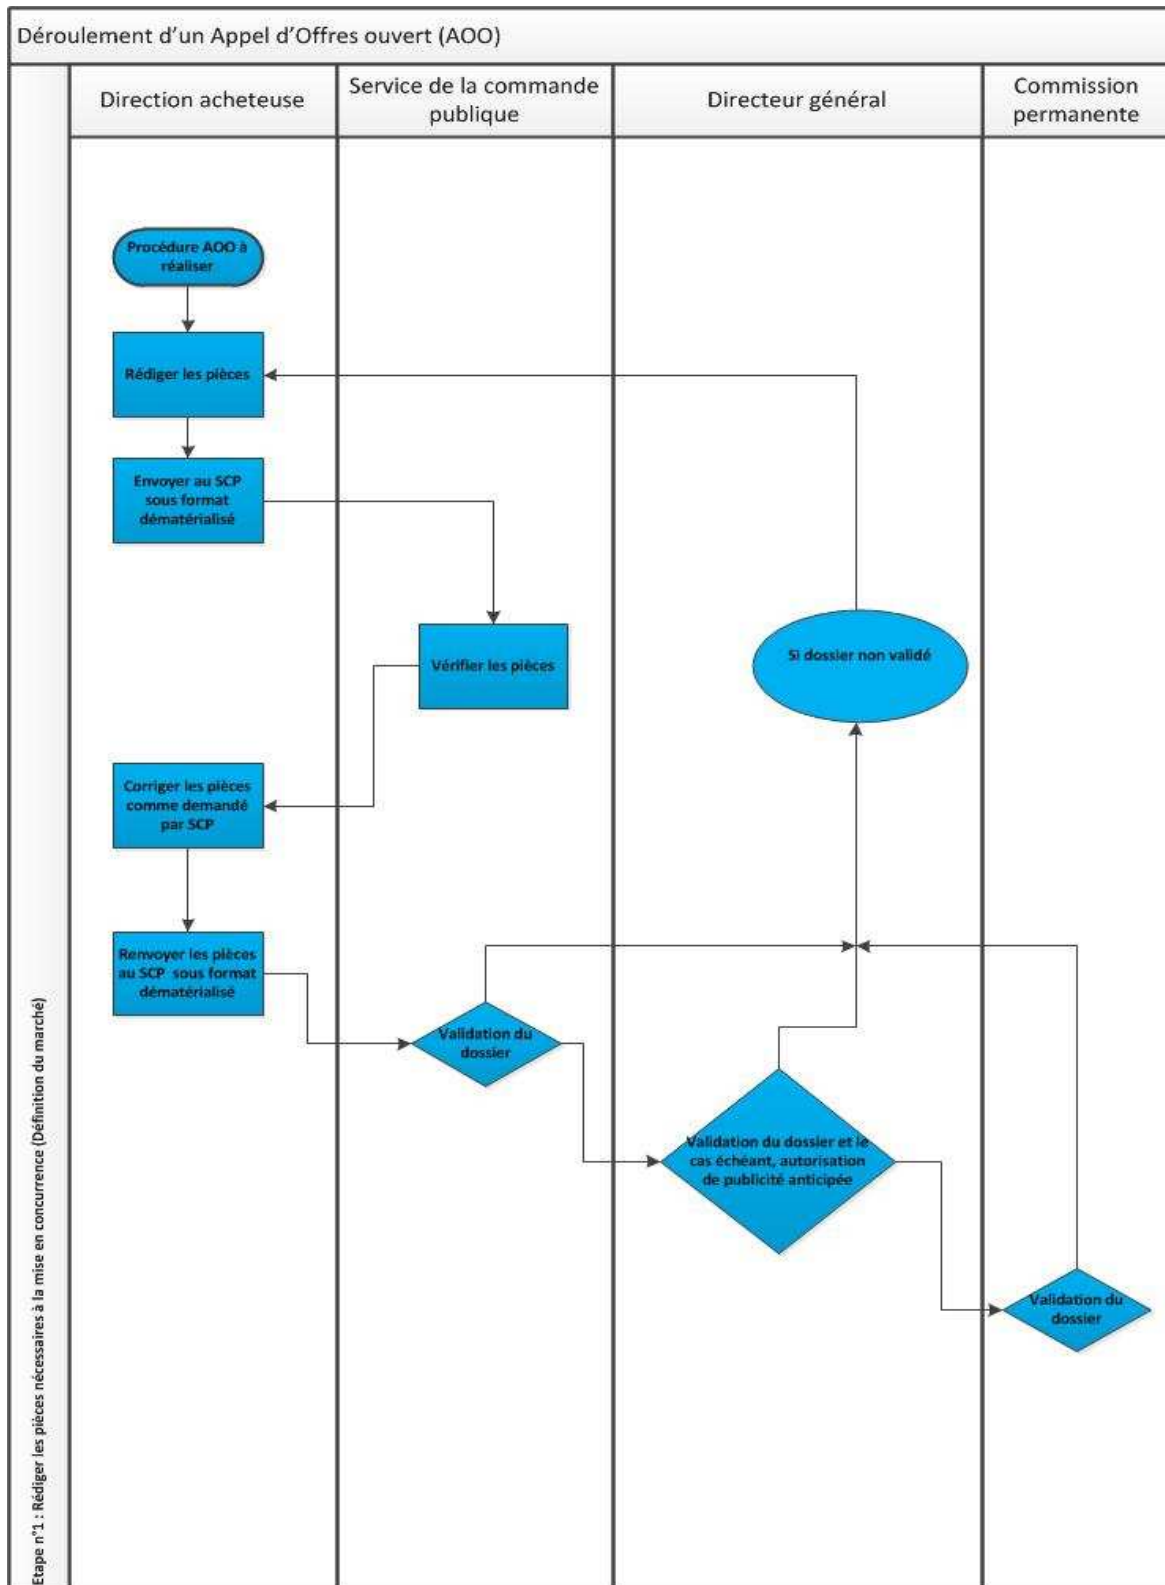 Déroulement d'un Appel d'Offres ouvert (AOO)
Direction acheteuse
Service de la commande
publique
Directeur général
Commission
permanente
Procédure AOO à
réaliser
Rédiger les pièces
Envoyer au SCP
sous format
dématérialisé
Vérifier les pièces
Si dossier non validé
Corriger les pièces
comme demandé
par SCP
Renvoyer les pièces
au SCP sous format
dématérialisé
Validation du
dossier
Validation du dossier et le
cas échéant, autorisation
de publicité anticipée
Validation du
dossier
Etape n°1 : Rédiger les pièces nécessaires à la mise en concurrence (Définition du marché)